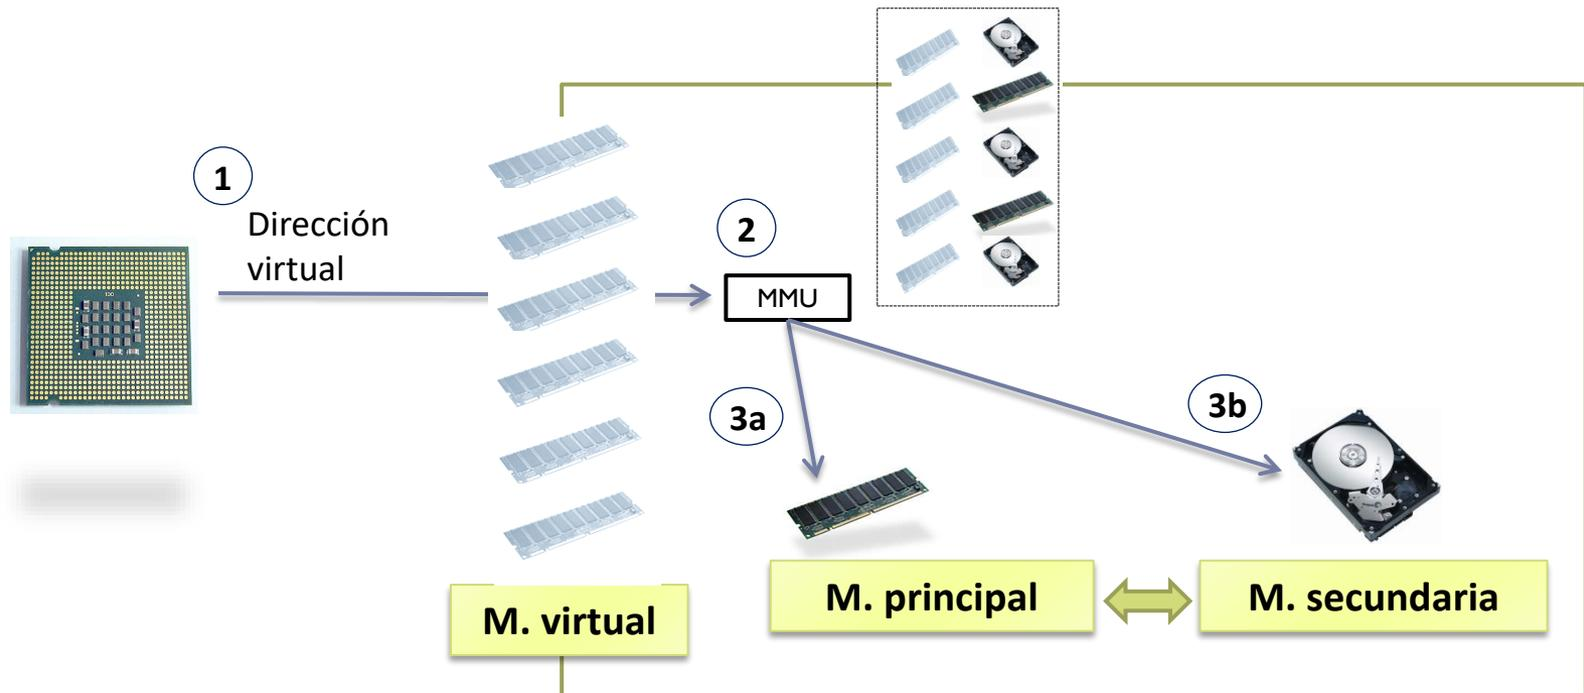 1
Dirección
virtual
2
MMU
3a
3b
M. virtual
M. principal
M. secundaria